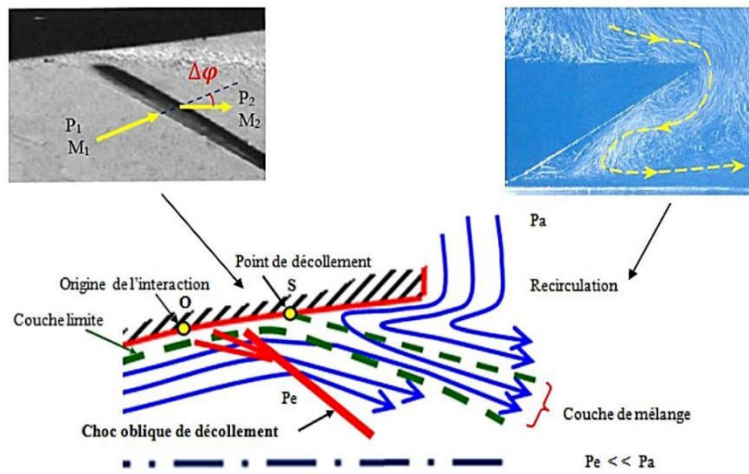 Δφ
P1
M1
P2
M2
Pa
Point de décollement
Origine de l'interaction
S
O
Recirculation
Couche limite
Pe
Choc oblique de décollement
Couche de mélange
Pe << Pa